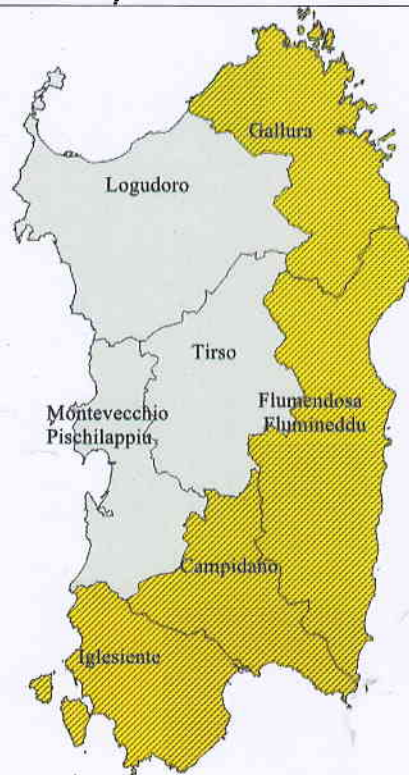 Gallura
Logudoro
Tirso
Flumendosa
Flumineddu
Montevecchio
Pischilappiu
Campidano
Iglesiente